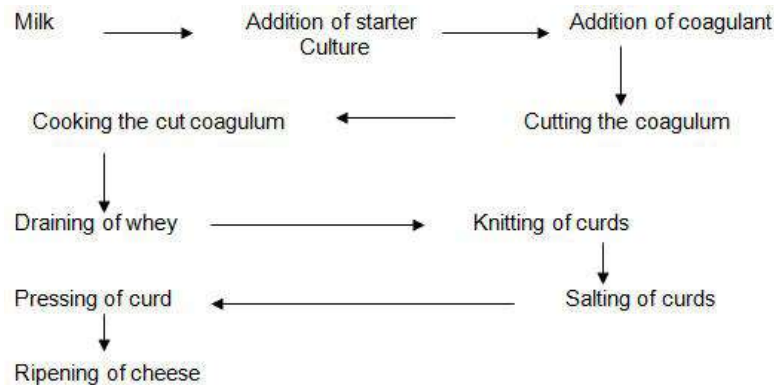 Milk
Addition of starter
Culture
Addition of coagulant
Cutting the coagulum
Cooking the cut coagulum
Draining of whey
Knitting of curds
Salting of curds
Pressing of curd
Ripening of cheese